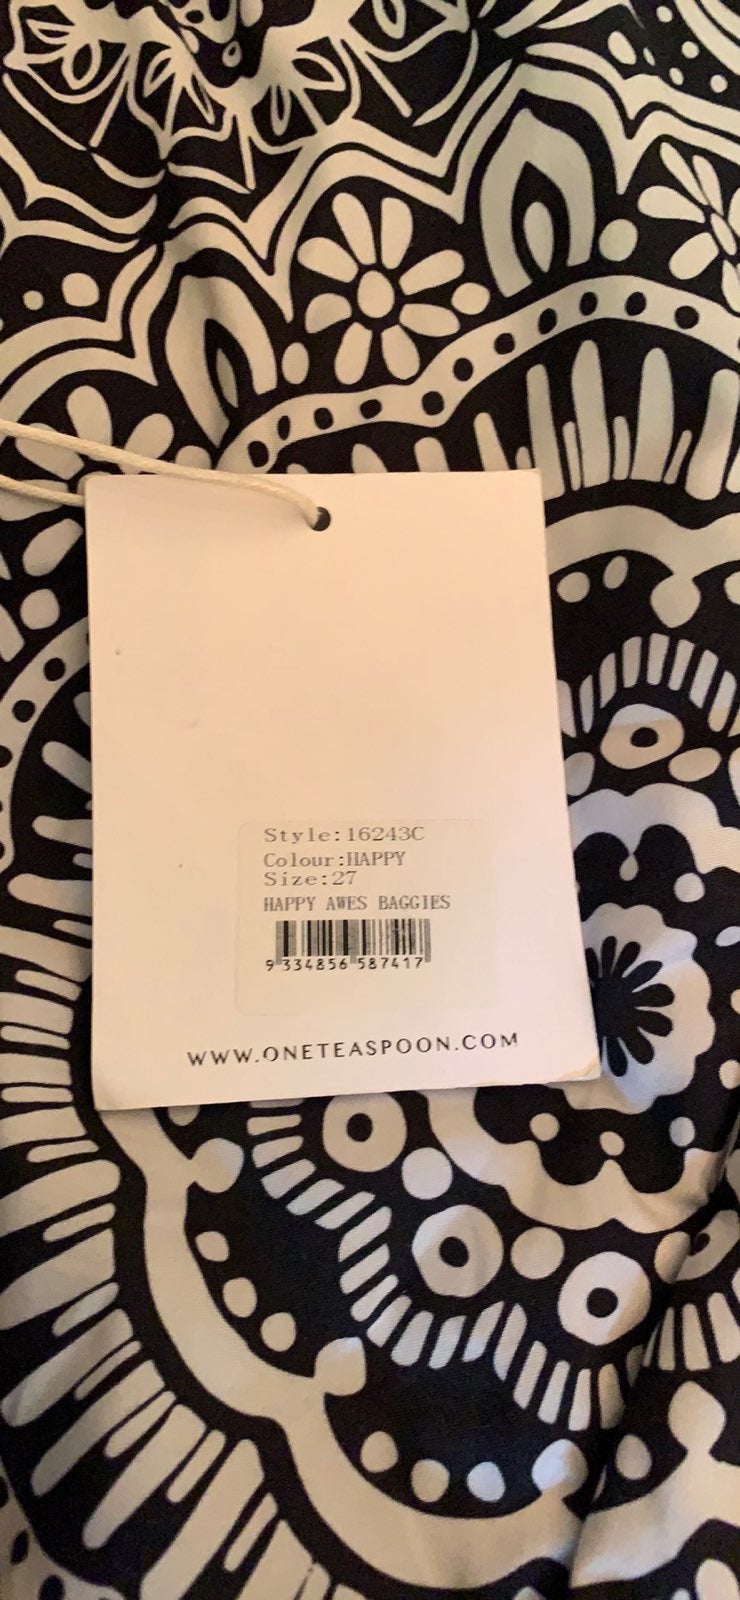 Style:16243C
Colour:HAPPY
Size:27
HAPPY AWES BAGGIES
9 334856 587417
WWW.ONETEASPOON.COM